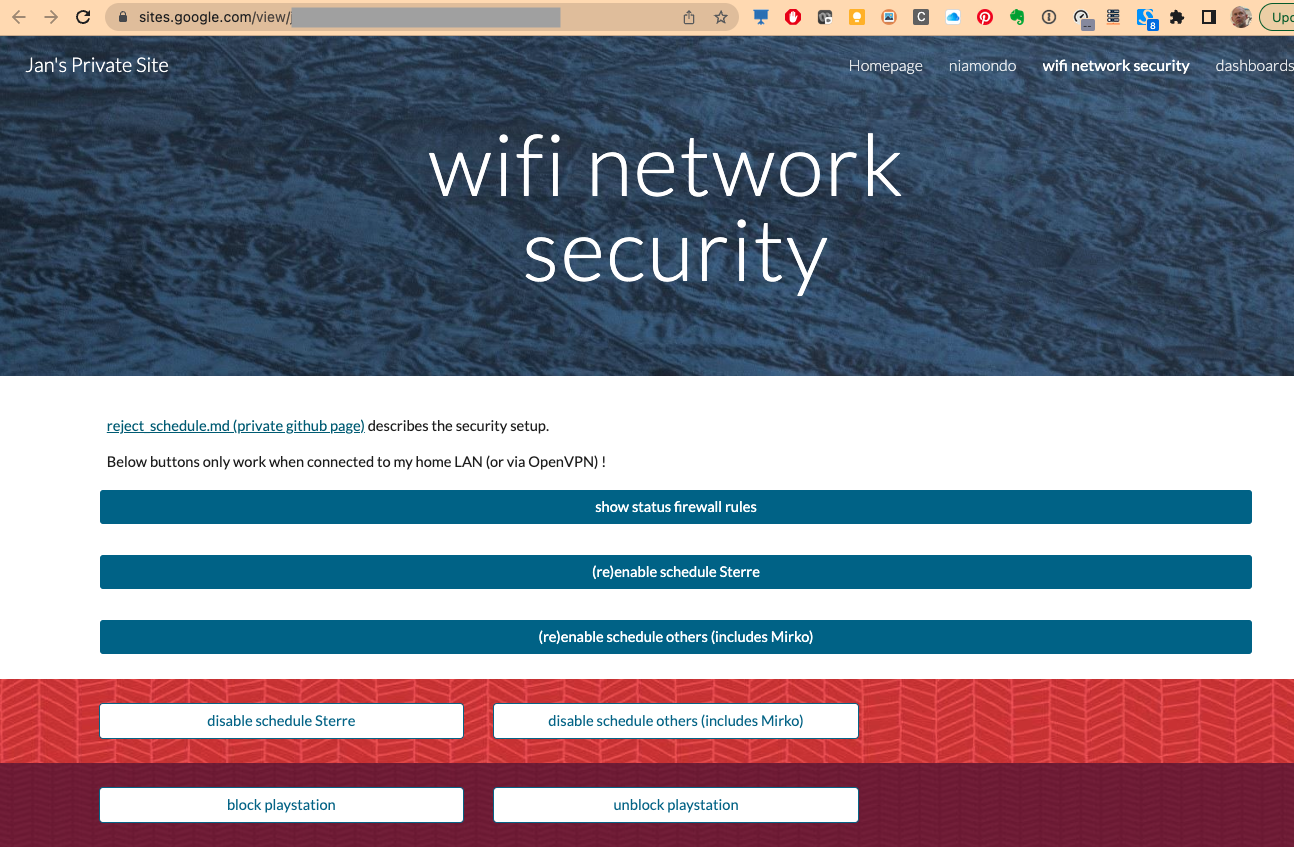 sites.google.com/view/
8
C
Upd
Jan's Private Site
Homepage niamondo wifi network security dashboards
wifi network
security
reject_schedule.md (private github page) describes the security setup.
Below buttons only work when connected to my home LAN (or via OpenVPN) !
show status firewall rules
(re)enable schedule Sterre
(re)enable schedule others (includes Mirko)
disable schedule Sterre
disable schedule others (includes Mirko)
block playstation
unblock playstation